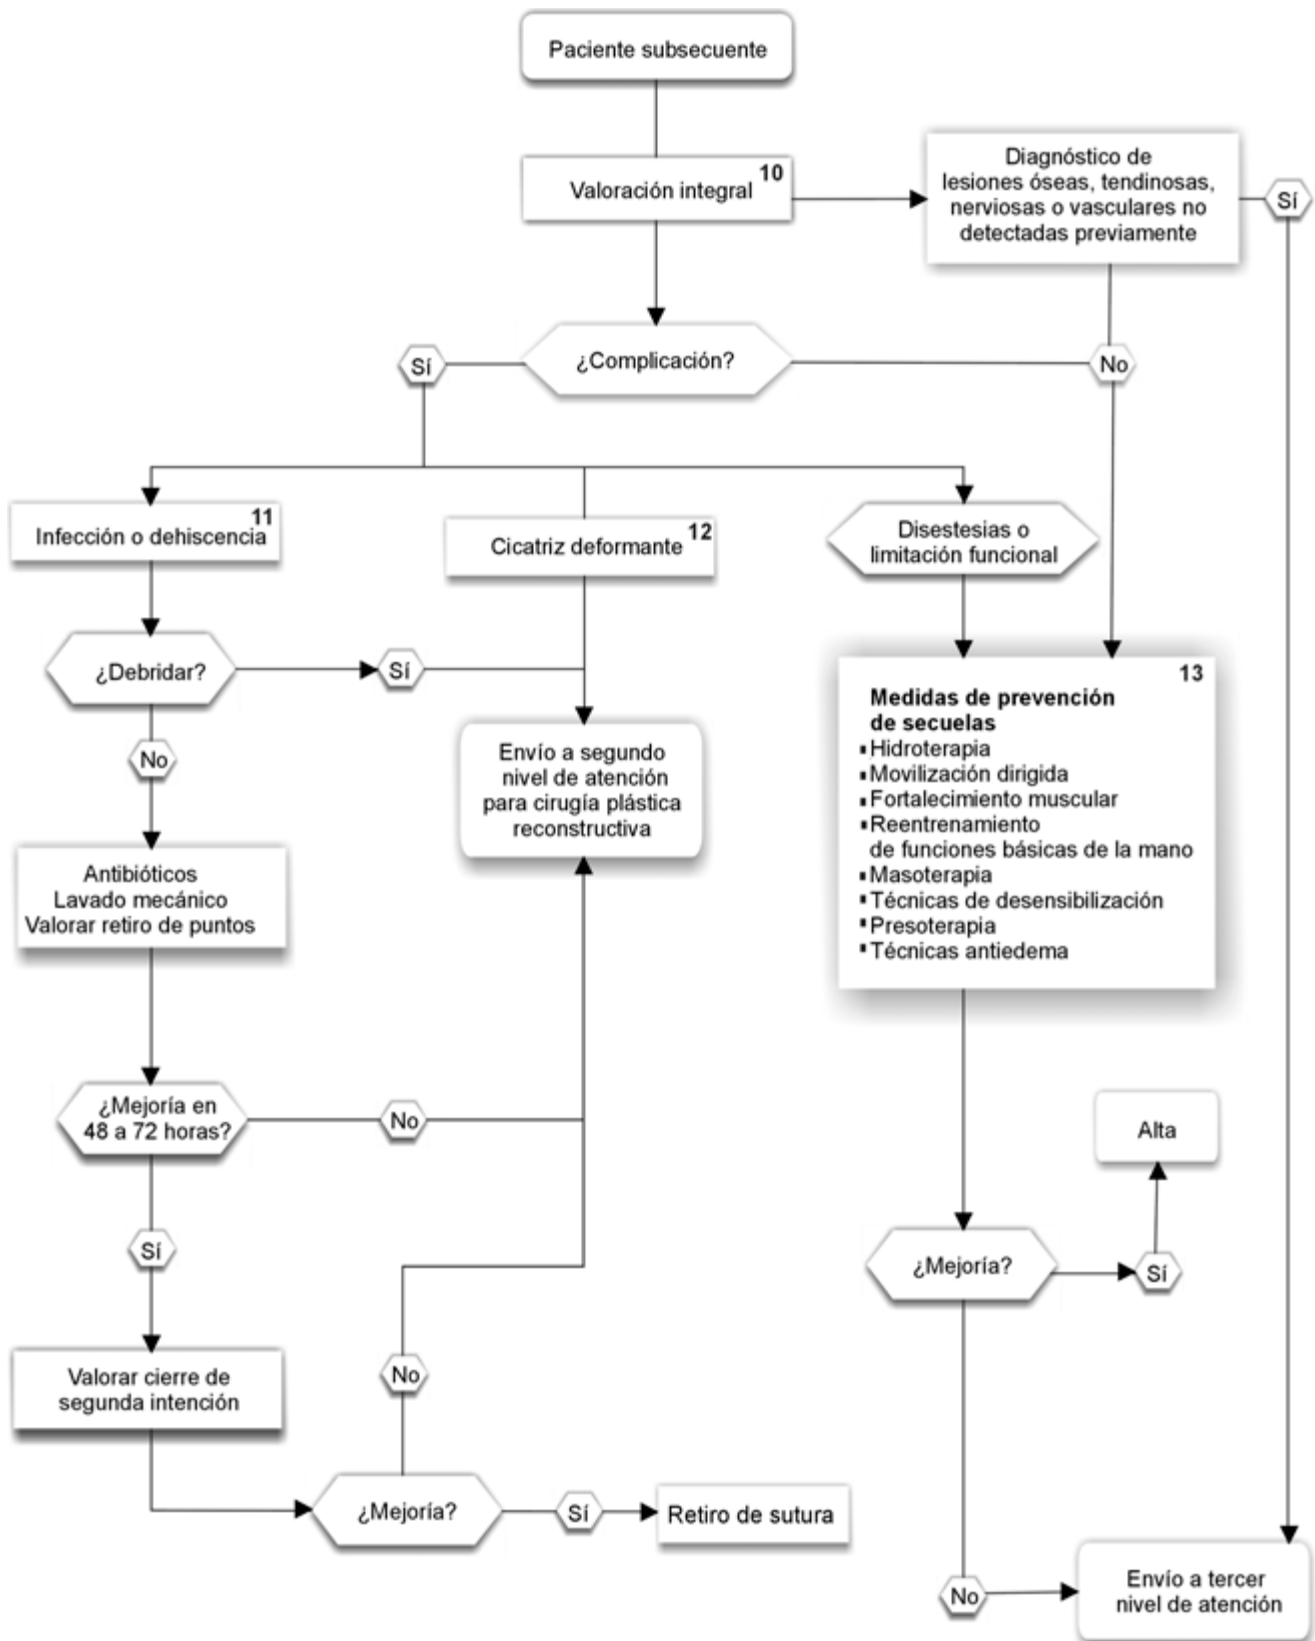 Paciente subsecuente
10
Valoración integral
Diagnóstico de
lesiones óseas, tendinosas,
nerviosas o vasculares no
detectadas previamente
Sí
¿Complicación?
Sí
No
11
Infección o dehiscencia
12
Cicatriz deformante
Disestesias o
limitación funcional
¿Debridar?
Sí
No
Envío a segundo
nivel de atención
para cirugía plástica
reconstructiva
13
Medidas de prevención
de secuelas
▪ Hidroterapia
▪ Movilización dirigida
▪ Fortalecimiento muscular
▪ Reentrenamiento
de funciones básicas de la mano
▪ Masoterapia
▪ Técnicas de desensibilización
▪ Presoterapia
▪ Técnicas antiedema
Antibióticos
Lavado mecánico
Valorar retiro de puntos
¿Mejoría en
48 a 72 horas?
No
Sí
Alta
¿Mejoría?
Sí
Valorar cierre de
segunda intención
No
¿Mejoría?
Sí
Retiro de sutura
No
Envío a tercer
nivel de atención